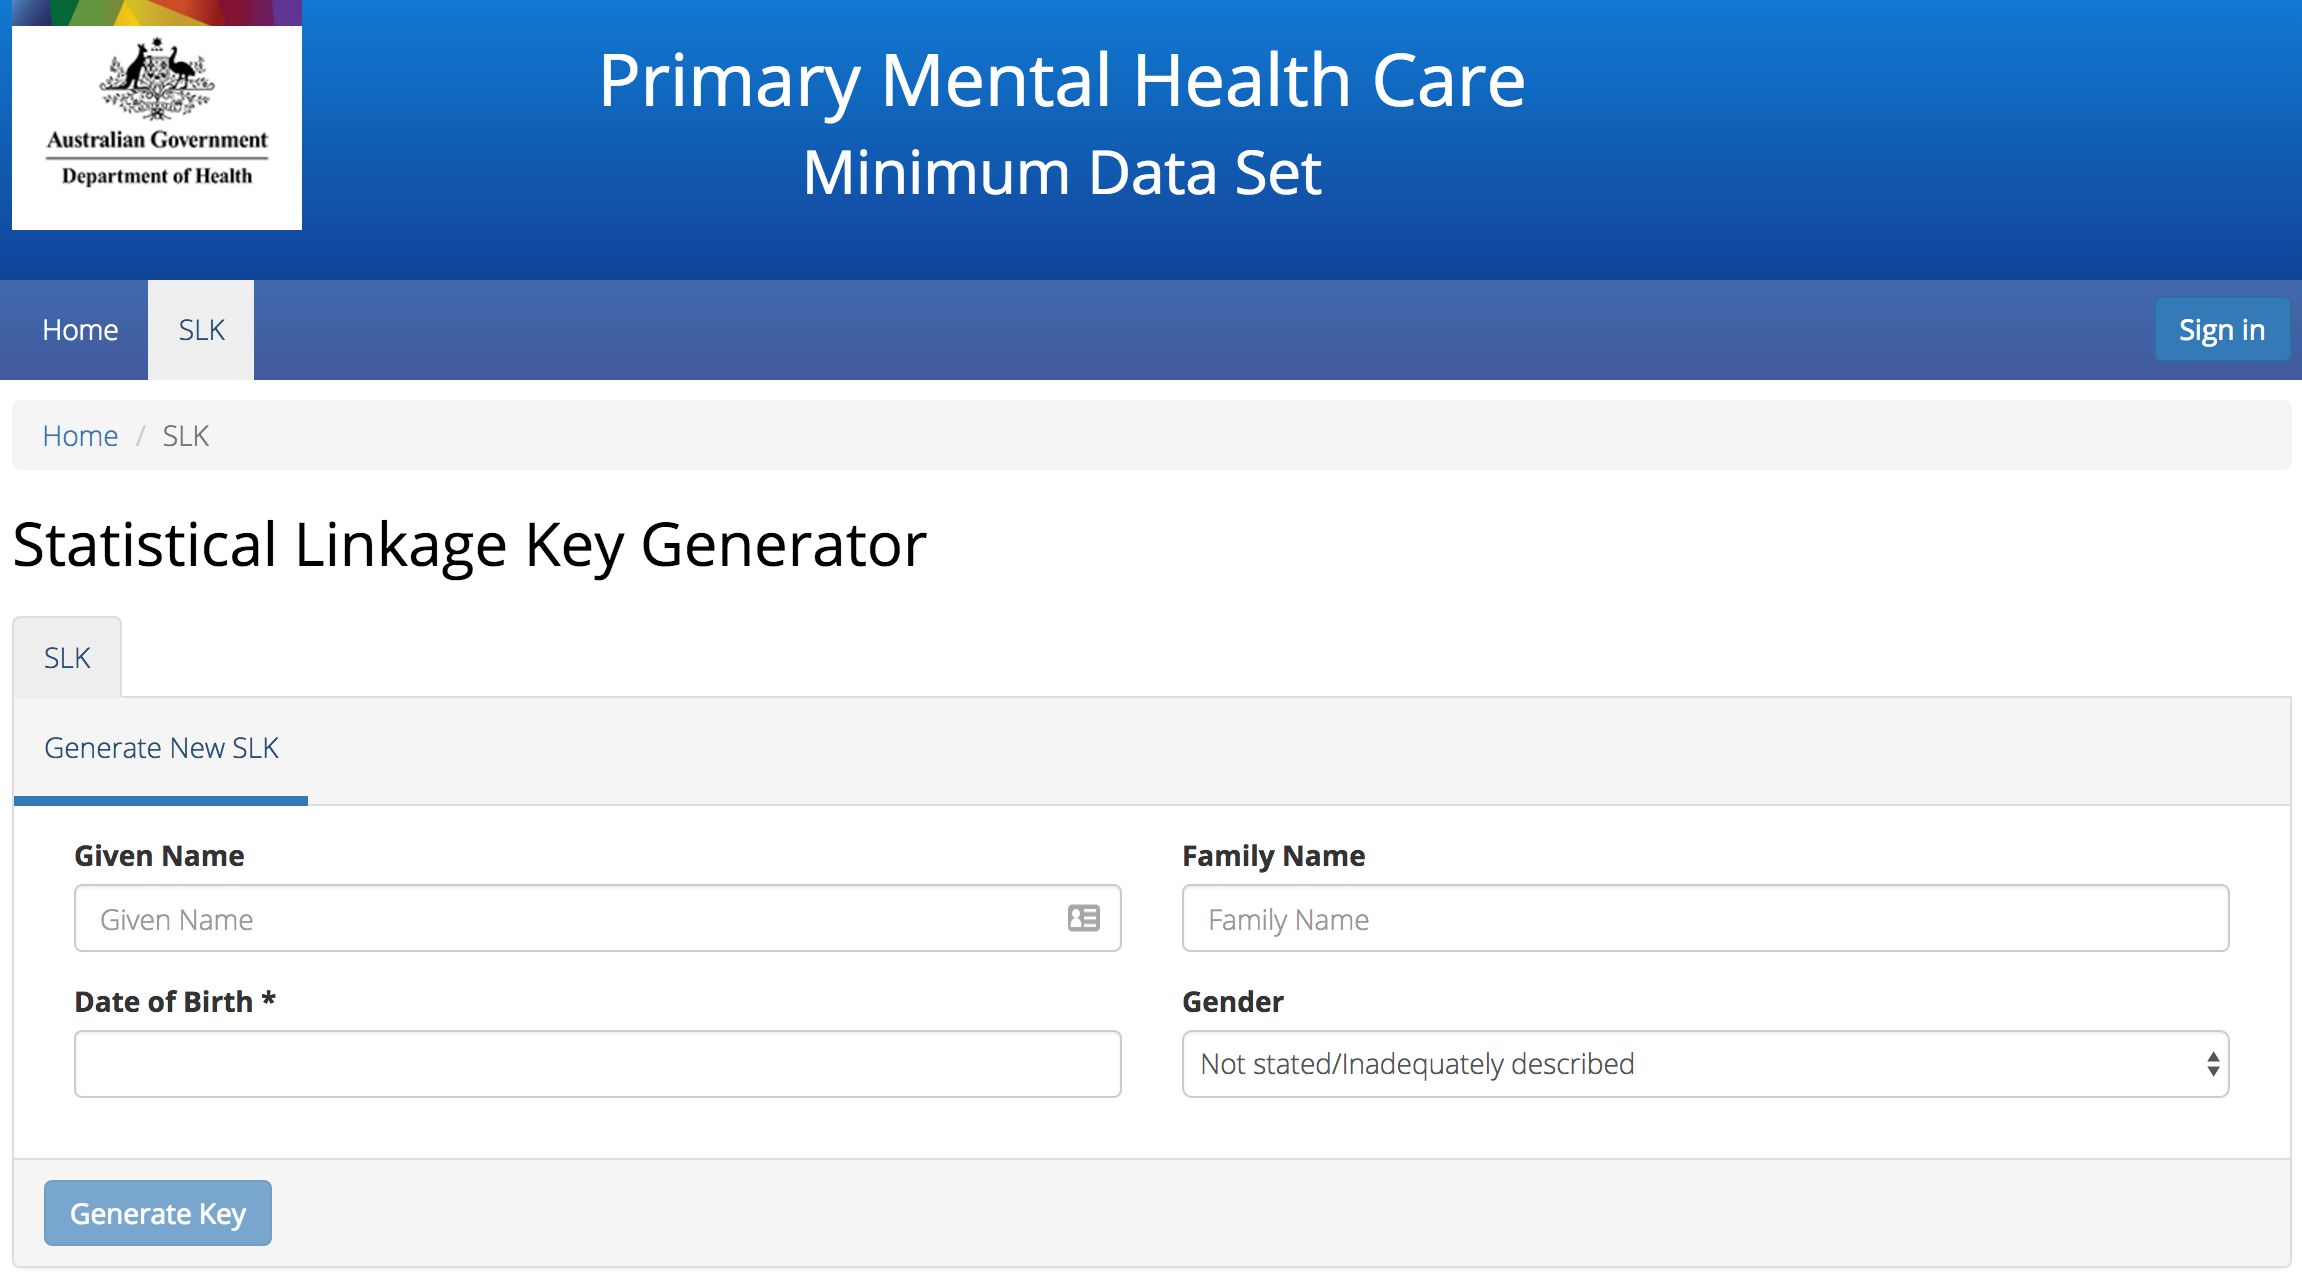 Australian Government
Department of Health
Primary Mental Health Care
Minimum Data Set
Home SLK Sign in
Home / SLK
Statistical Linkage Key Generator
SLK
Generate New SLK
Given Name Family Name
Given Name Family Name
Date of Birth * Gender
Not stated/Inadequately described
Generate Key